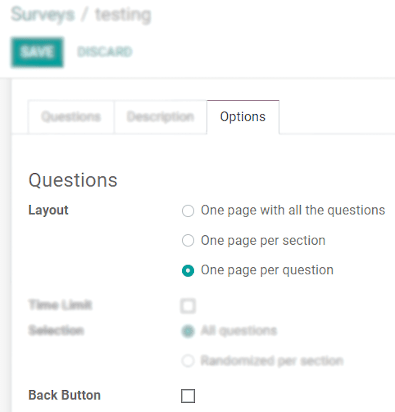 Surveys / testing
SAVE DISCARD
Questions Description Options
Questions
Layout One page with all the questions
One page per section
One page per question
Time Limit
Selection All questions
Randomized per section
Back Button